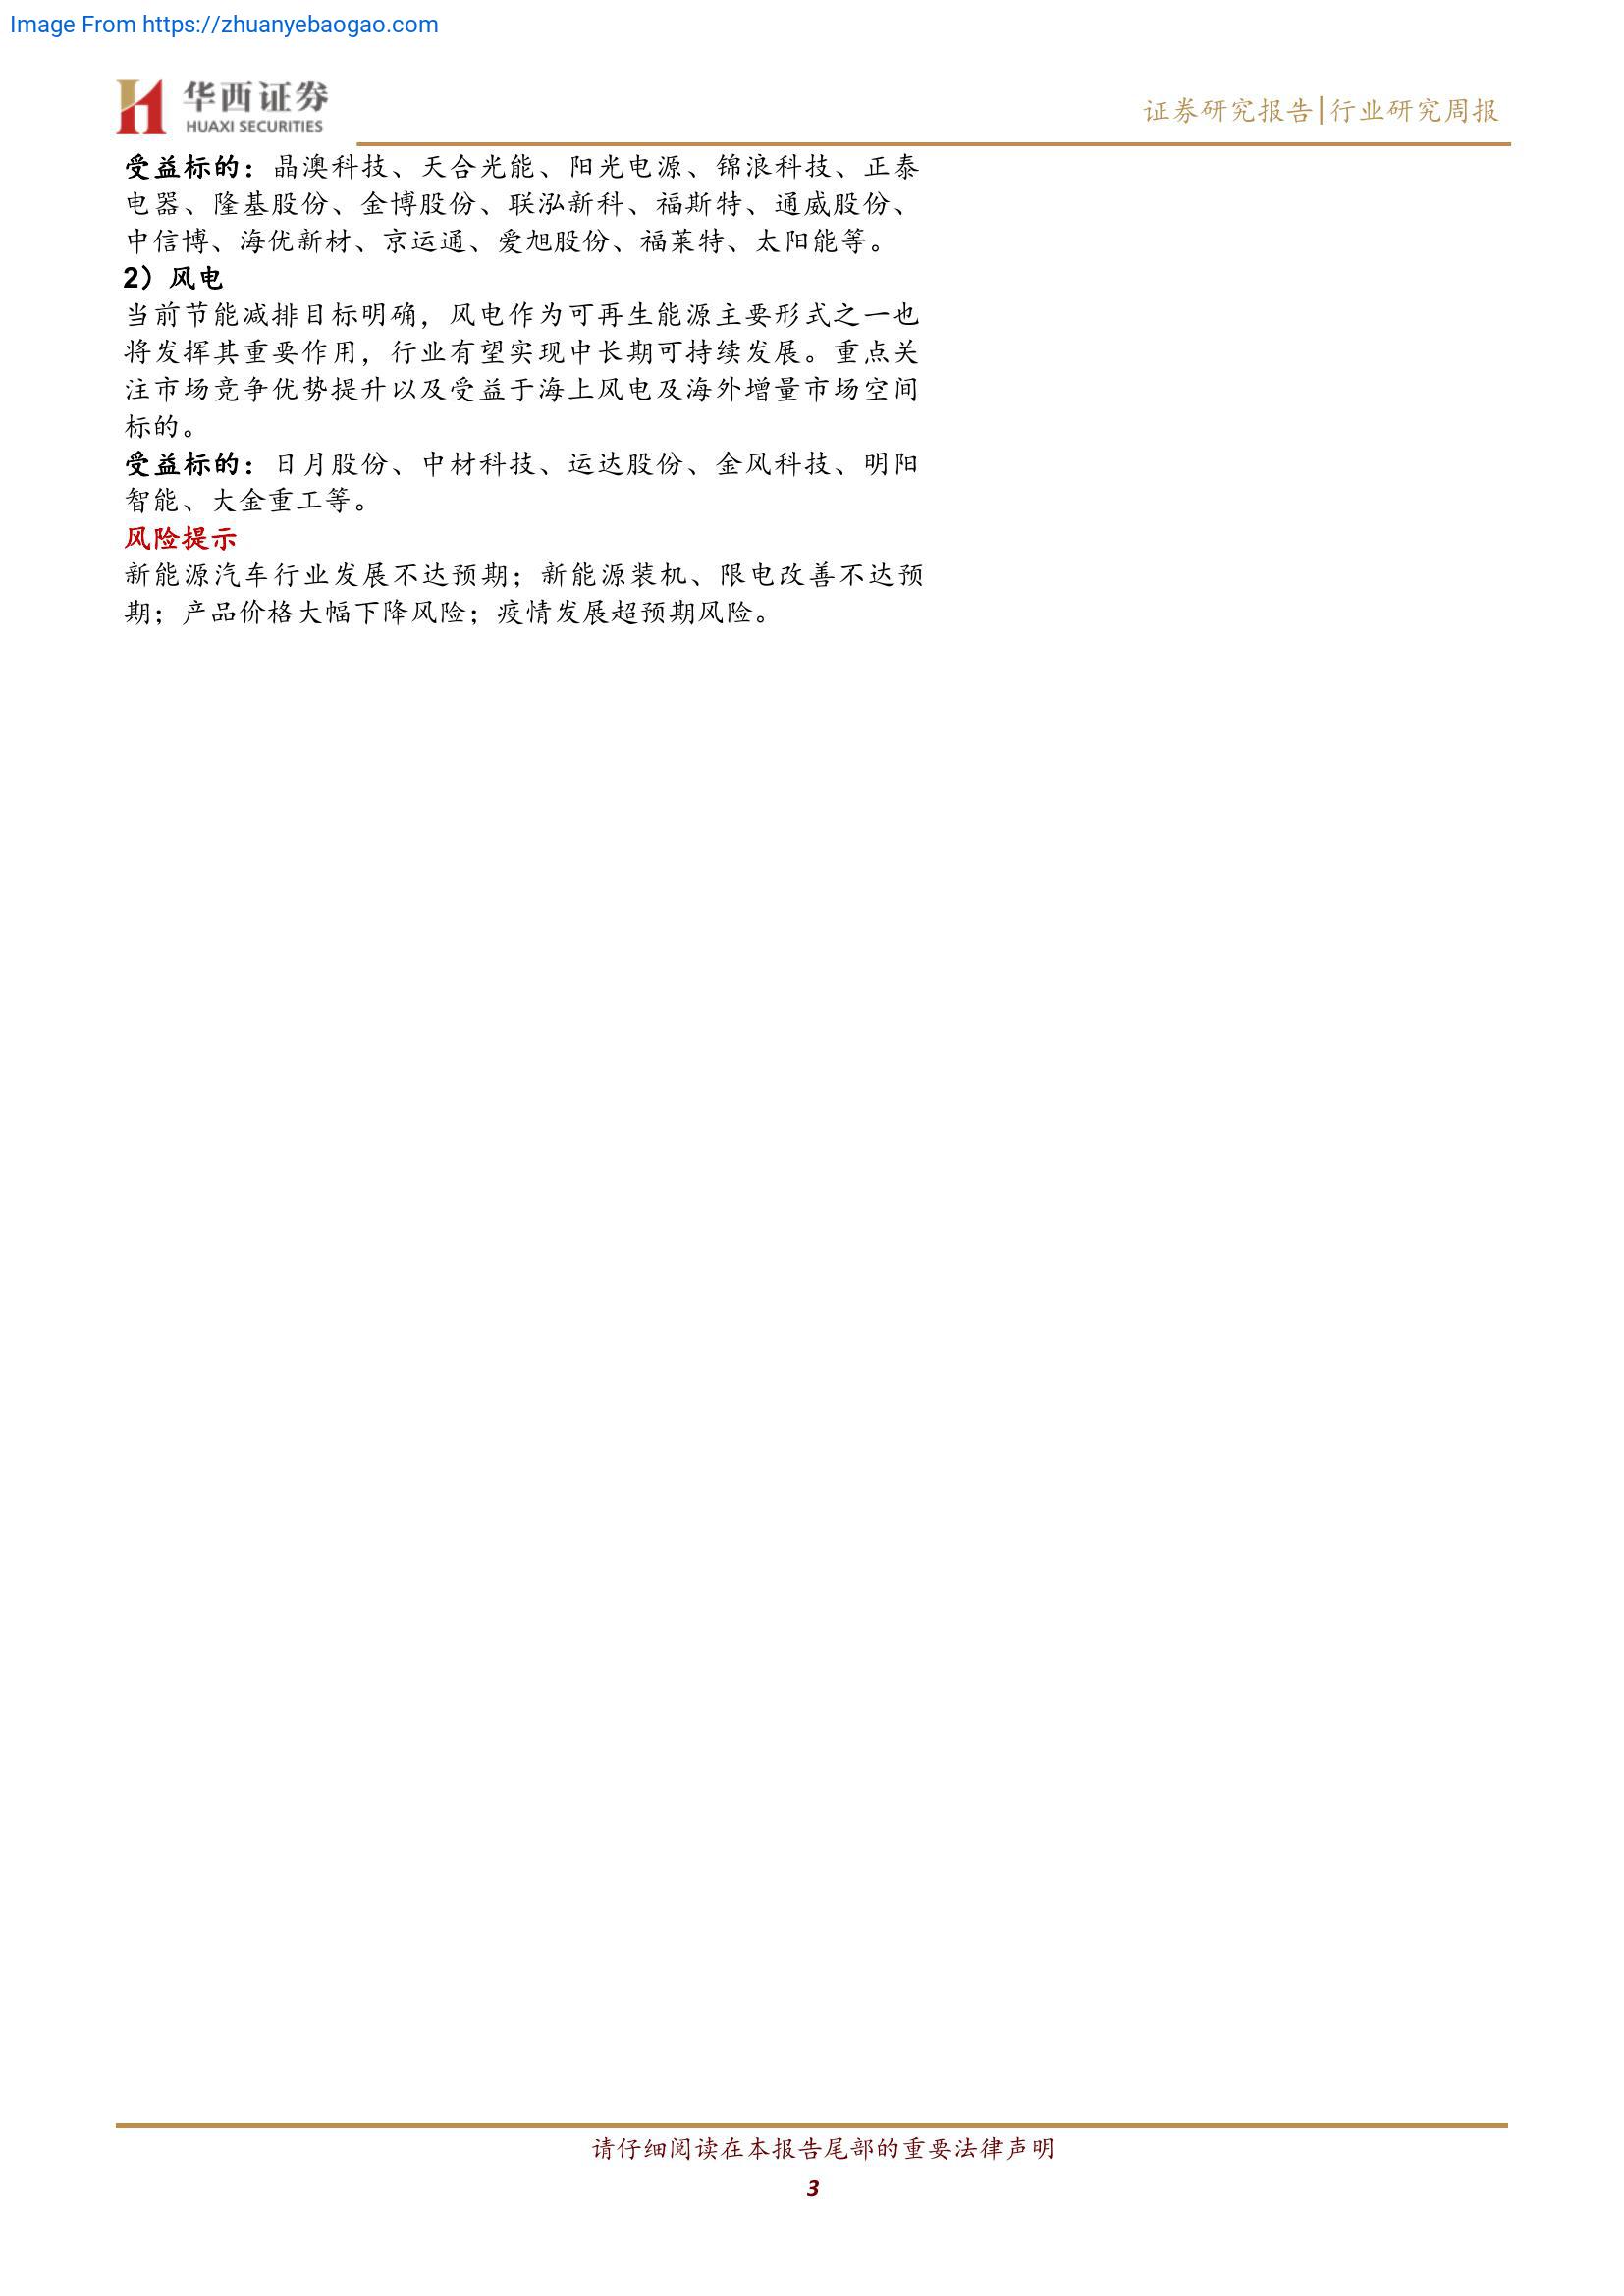 Image From https://zhuanyebaogao.com
华西证券
HUAXI SECURITIES
证券研究报告|行业研究周报
受益标的：晶澳科技、天合光能、阳光电源、锦浪科技、正泰
电器、隆基股份、金博股份、联泓新科、福斯特、通威股份、
中信博、海优新材、京运通、爱旭股份、福莱特、太阳能等。
2）风电
当前节能减排目标明确，风电作为可再生能源主要形式之一也
将发挥其重要作用，行业有望实现中长期可持续发展。重点关
注市场竞争优势提升以及受益于海上风电及海外增量市场空间
标的。
受益标的：日月股份、中材科技、运达股份、金风科技、明阳
智能、大金重工等。
风险提示
新能源汽车行业发展不达预期；新能源装机、限电改善不达预
期；产品价格大幅下降风险；疫情发展超预期风险。
请仔细阅读在本报告尾部的重要法律声明
3